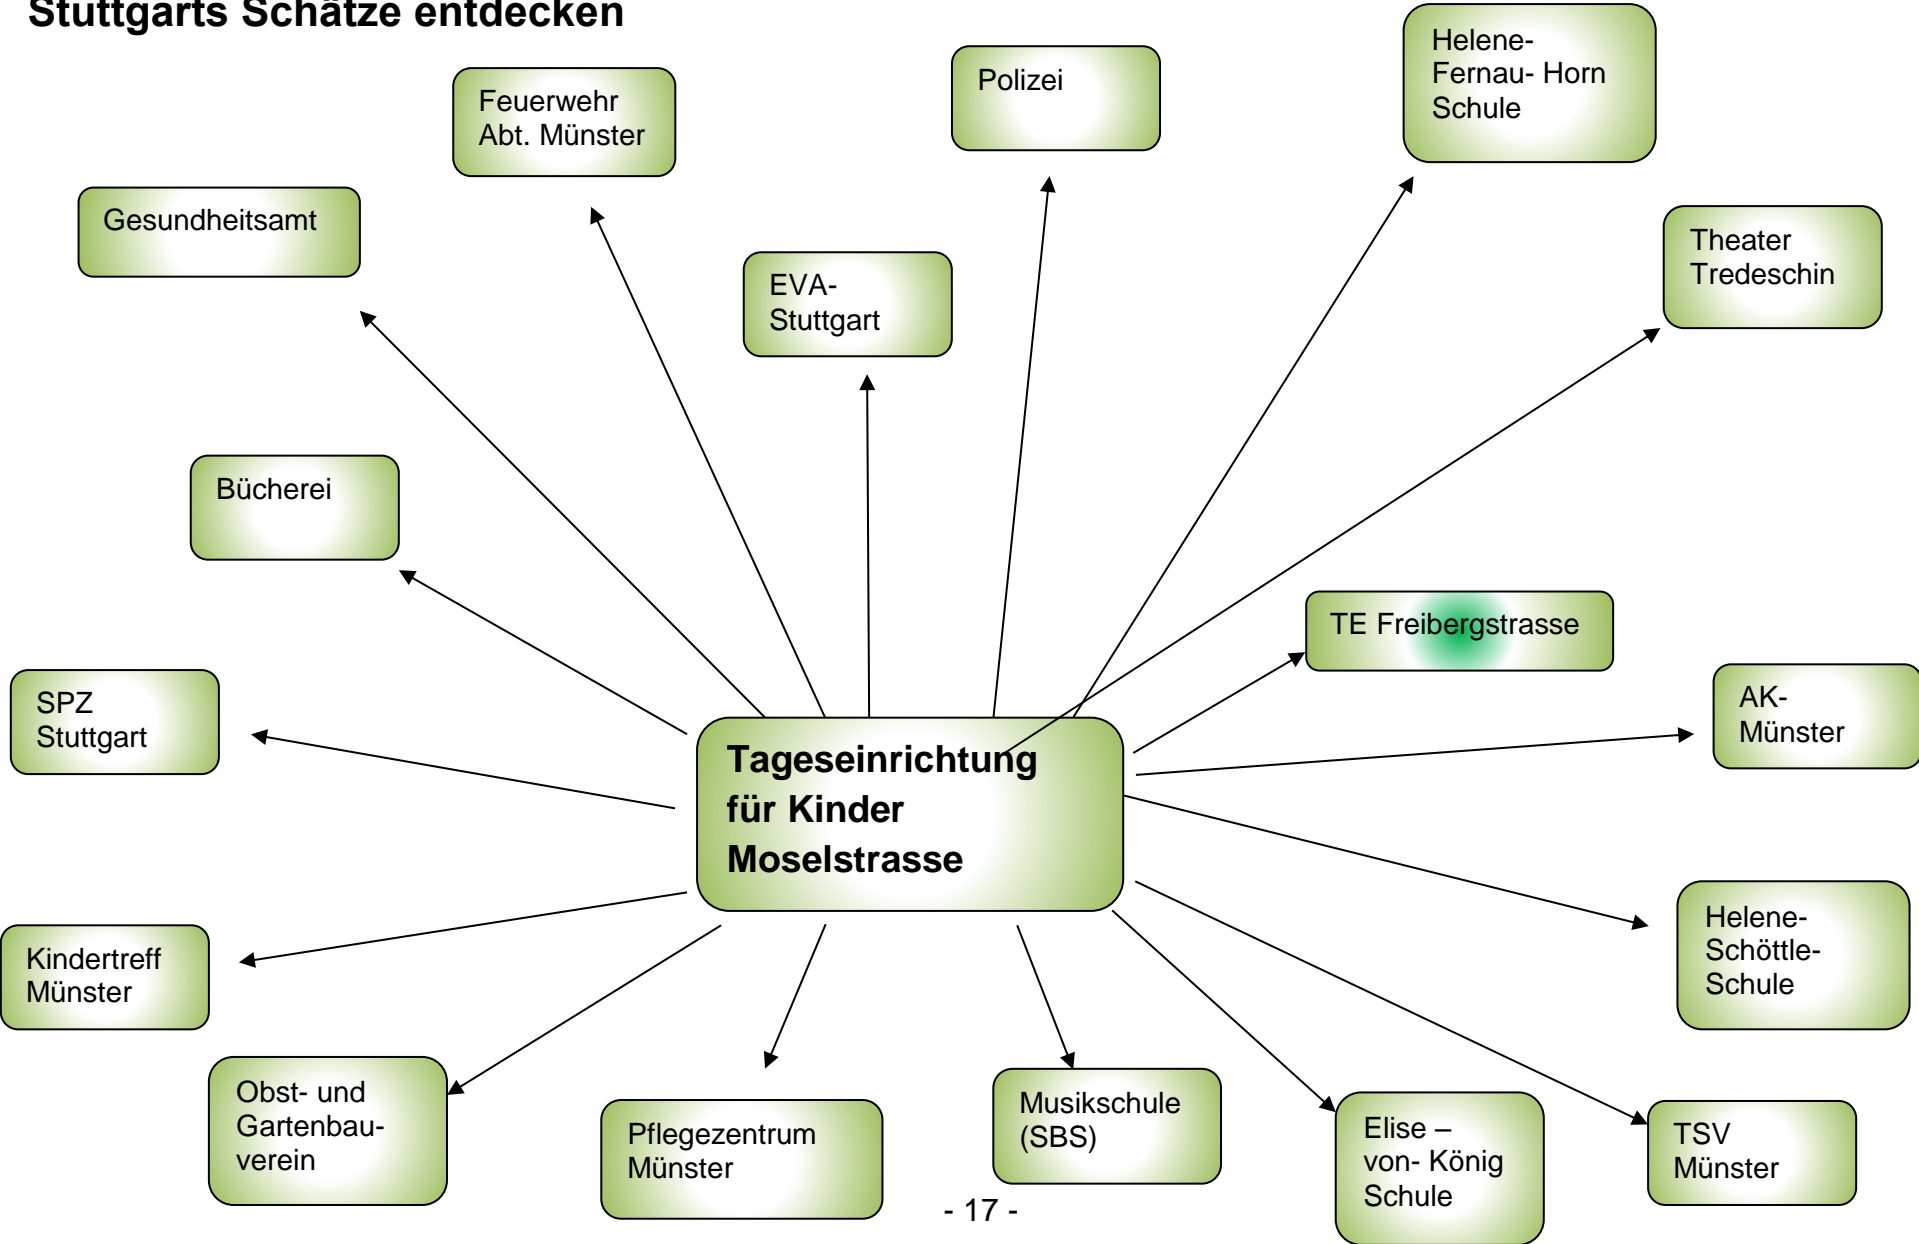 Stuttgarts Schätze entdecken
Helene-
Fernau- Horn
Schule
Polizei
Feuerwehr
Abt. Münster
Gesundheitsamt
Theater
Tredeschin
EVA-
Stuttgart
Bücherei
TE Freibergstrasse
SPZ
Stuttgart
AK-
Münster
Tageseinrichtung
für Kinder
Moselstrasse
Helene-
Schöttle-
Schule
Kindertreff
Münster
Obst- und
Gartenbau-
verein
Pflegezentrum
Münster
Musikschule
(SBS)
Elise –
von- König
Schule
TSV
Münster
- 17 -